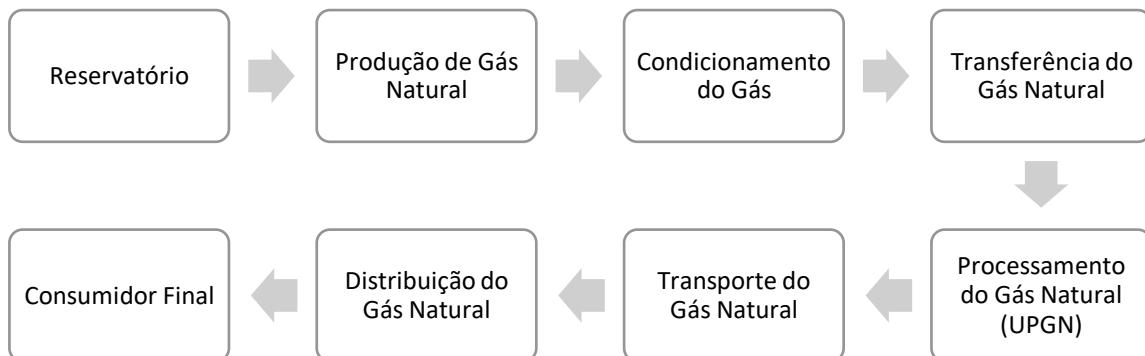 Reservatório
Produção de Gás
Natural
Condicionamento
do Gás
Transferência do
Gás Natural
Processamento
do Gás Natural
(UPGN)
Transporte do
Gás Natural
Distribuição do
Gás Natural
Consumidor Final